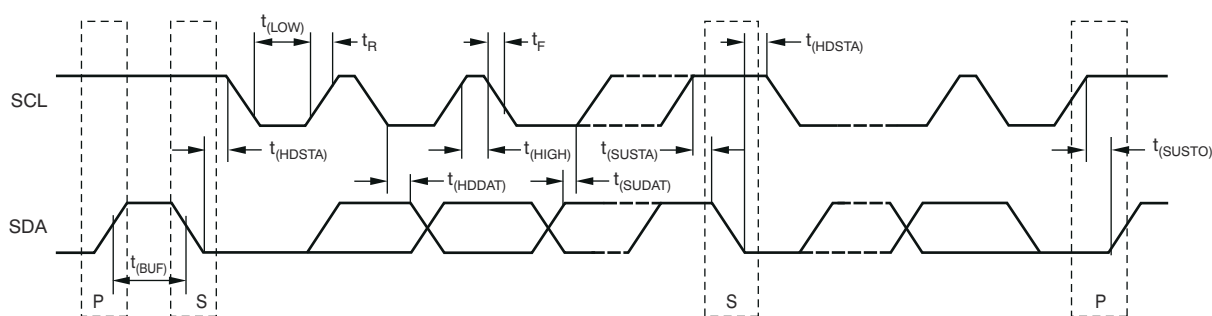 t(LOW)
tR
tF
t(HDSTA)
SCL
t(HDSTA)
t(HIGH)
t(SUSTA)
t(SUSTO)
t(HDDAT)
t(SUDAT)
SDA
t(BUF)
P
S
S
P